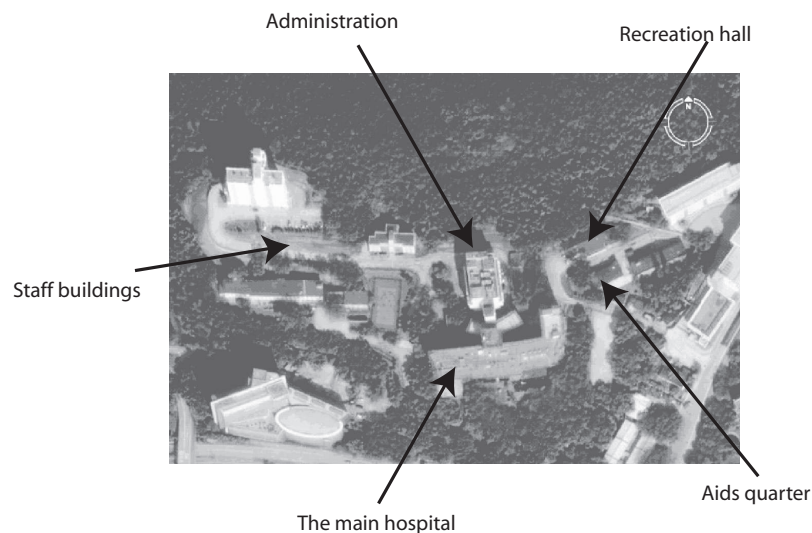 Administration
Recreation hall
N
Staff buildings
Aids quarter
The main hospital